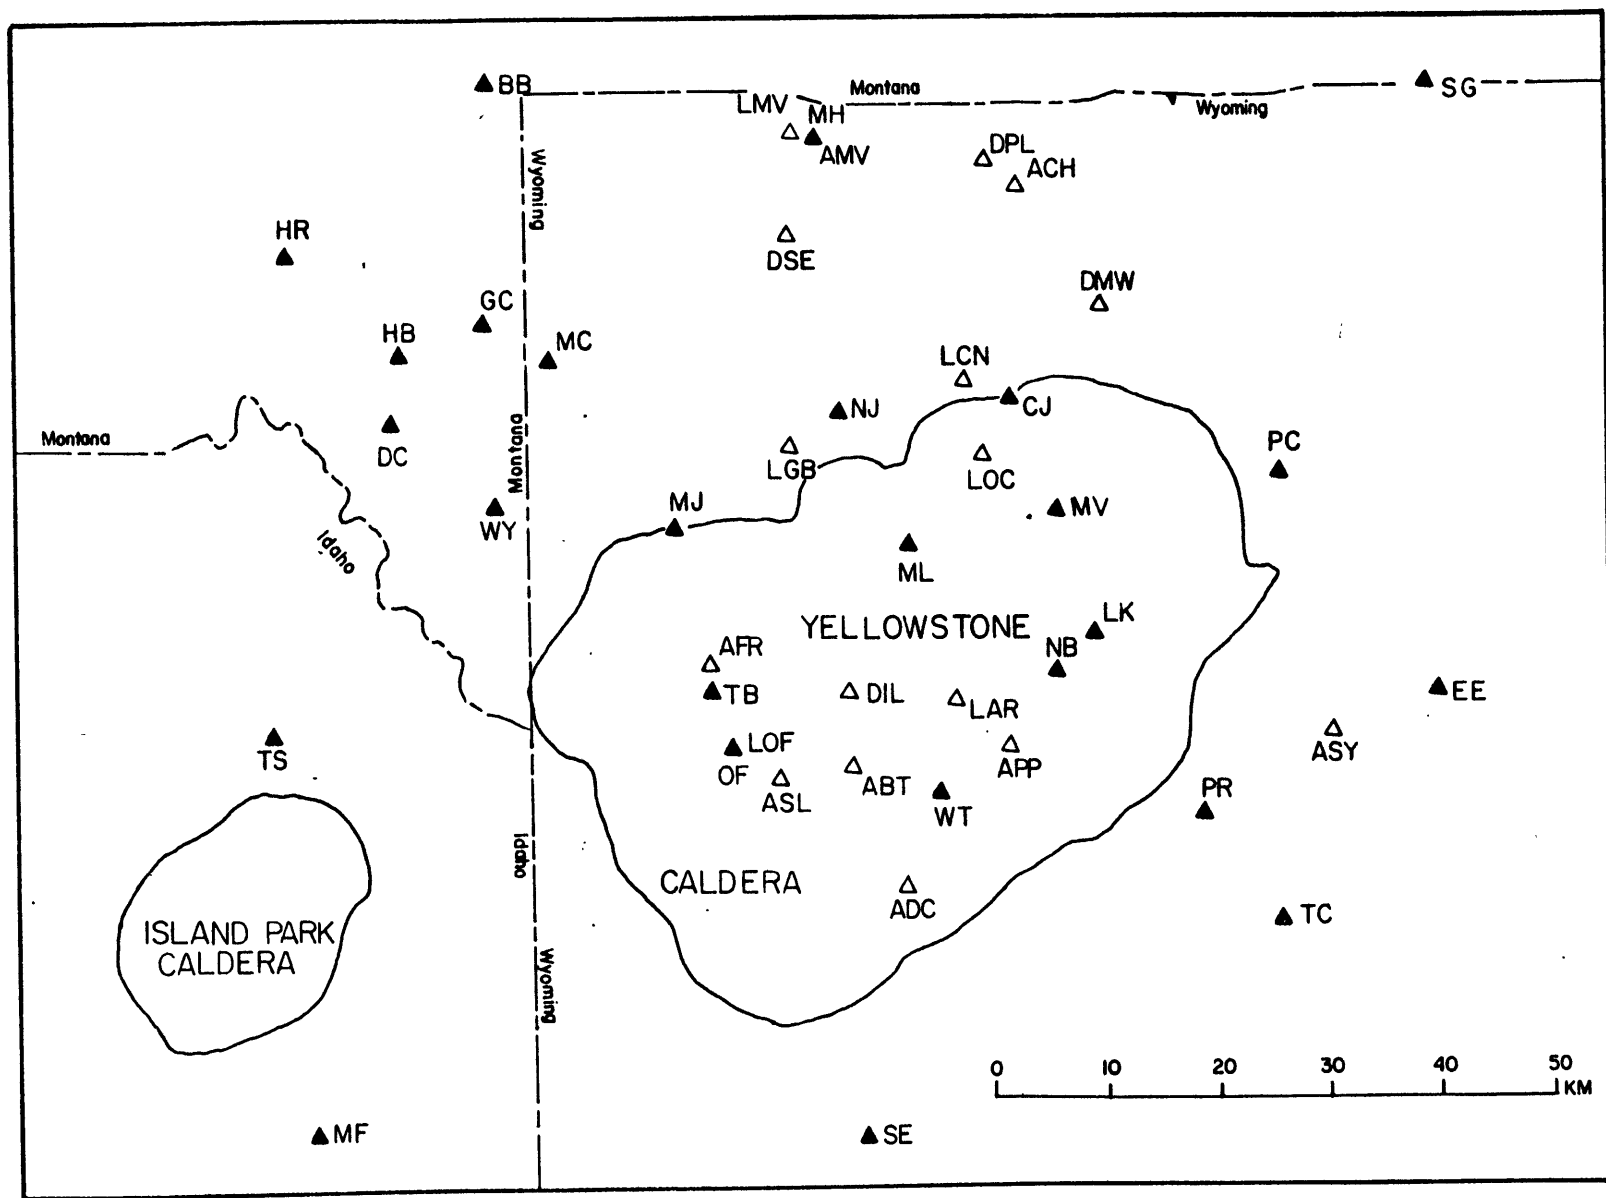 BB
Montana
SG
LMV
MH
Wyoming
AMV
DPL
ACH
Wyoming
HR
DSE
DMW
GC
HB
MC
LCN
NJ
CJ
Montana
DC
LGB
LOC
PC
Montana
MJ
MV
WY
Idaho
ML
YELLOWSTONE
LK
AFR
NB
TB
DIL
LAR
EE
TS
LOF
OF
APP
ASY
ASL
ABT
WT
PR
Idaho
CALDERA
ADC
TC
ISLAND PARK
CALDERA
Wyoming
0 10 20 30 40 50
KM
MF
SE